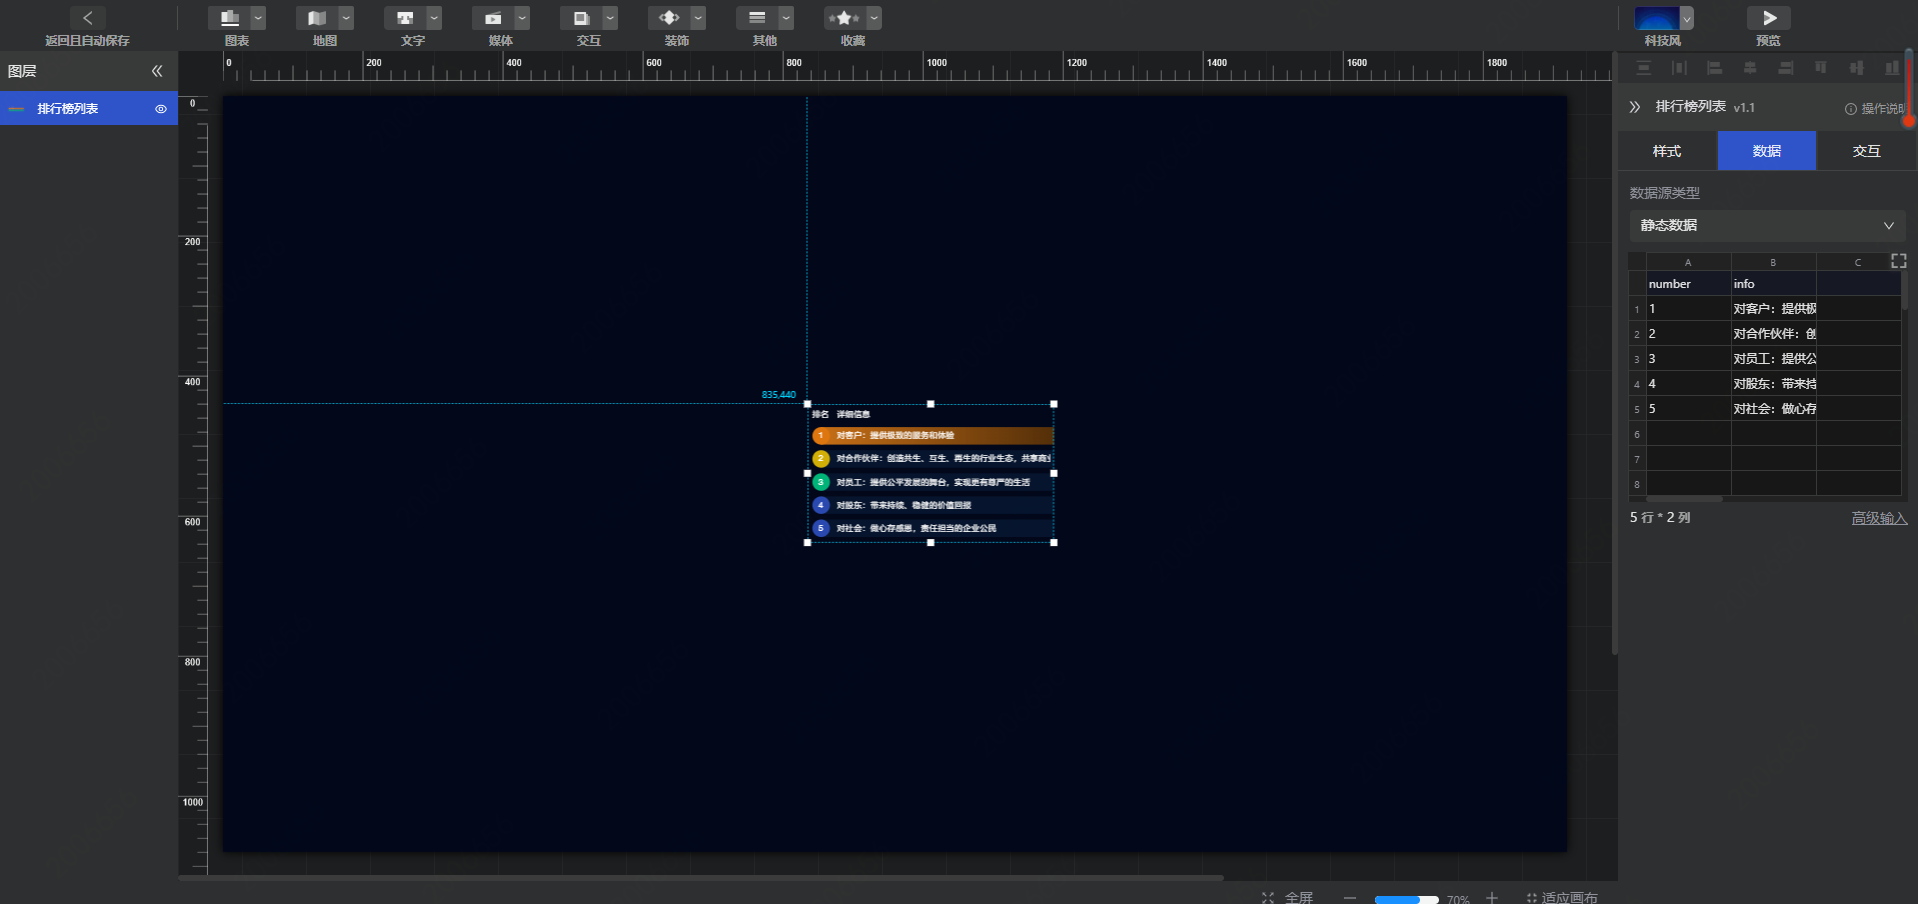 返回且自动保存
图表
地图
文字
媒体
交互
装饰
其他
收藏
科技风
预览
图层
排行榜列表
0
200
400
600
800
1000
1200
1400
1600
1800
0
200
400
600
800
1000
835,440
排名 详细信息
1 对客户：提供极致的服务和体验
2 对合作伙伴：创造共生、互生、再生的行业生态，共享商业
3 对员工：提供公平发展的舞台，实现更有尊严的生活
4 对股东：带来持续、稳健的价值回报
5 对社会：做心存感恩，责任担当的企业公民
排行榜列表 v1.1
操作说明
样式
数据
交互
数据源类型
静态数据
A B C
number info
1 1 对客户：提供极
2 2 对合作伙伴：创
3 3 对员工：提供公
4 4 对股东：带来持
5 5 对社会：做心存
6
7
8
5 行 * 2 列
高级输入
全屏
70%
适应画布